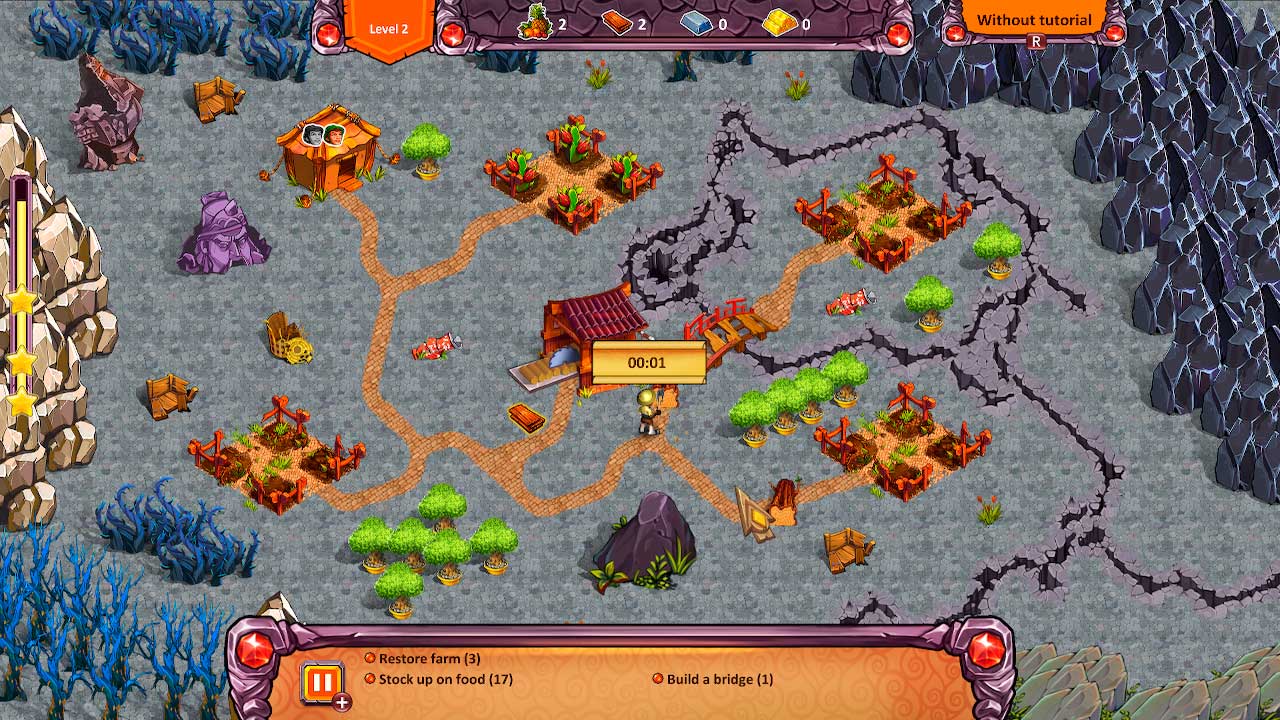 Level 2
2
2
0
0
Without tutorial
R
00:01
Restore farm (3)
Stock up on food (17)
Build a bridge (1)